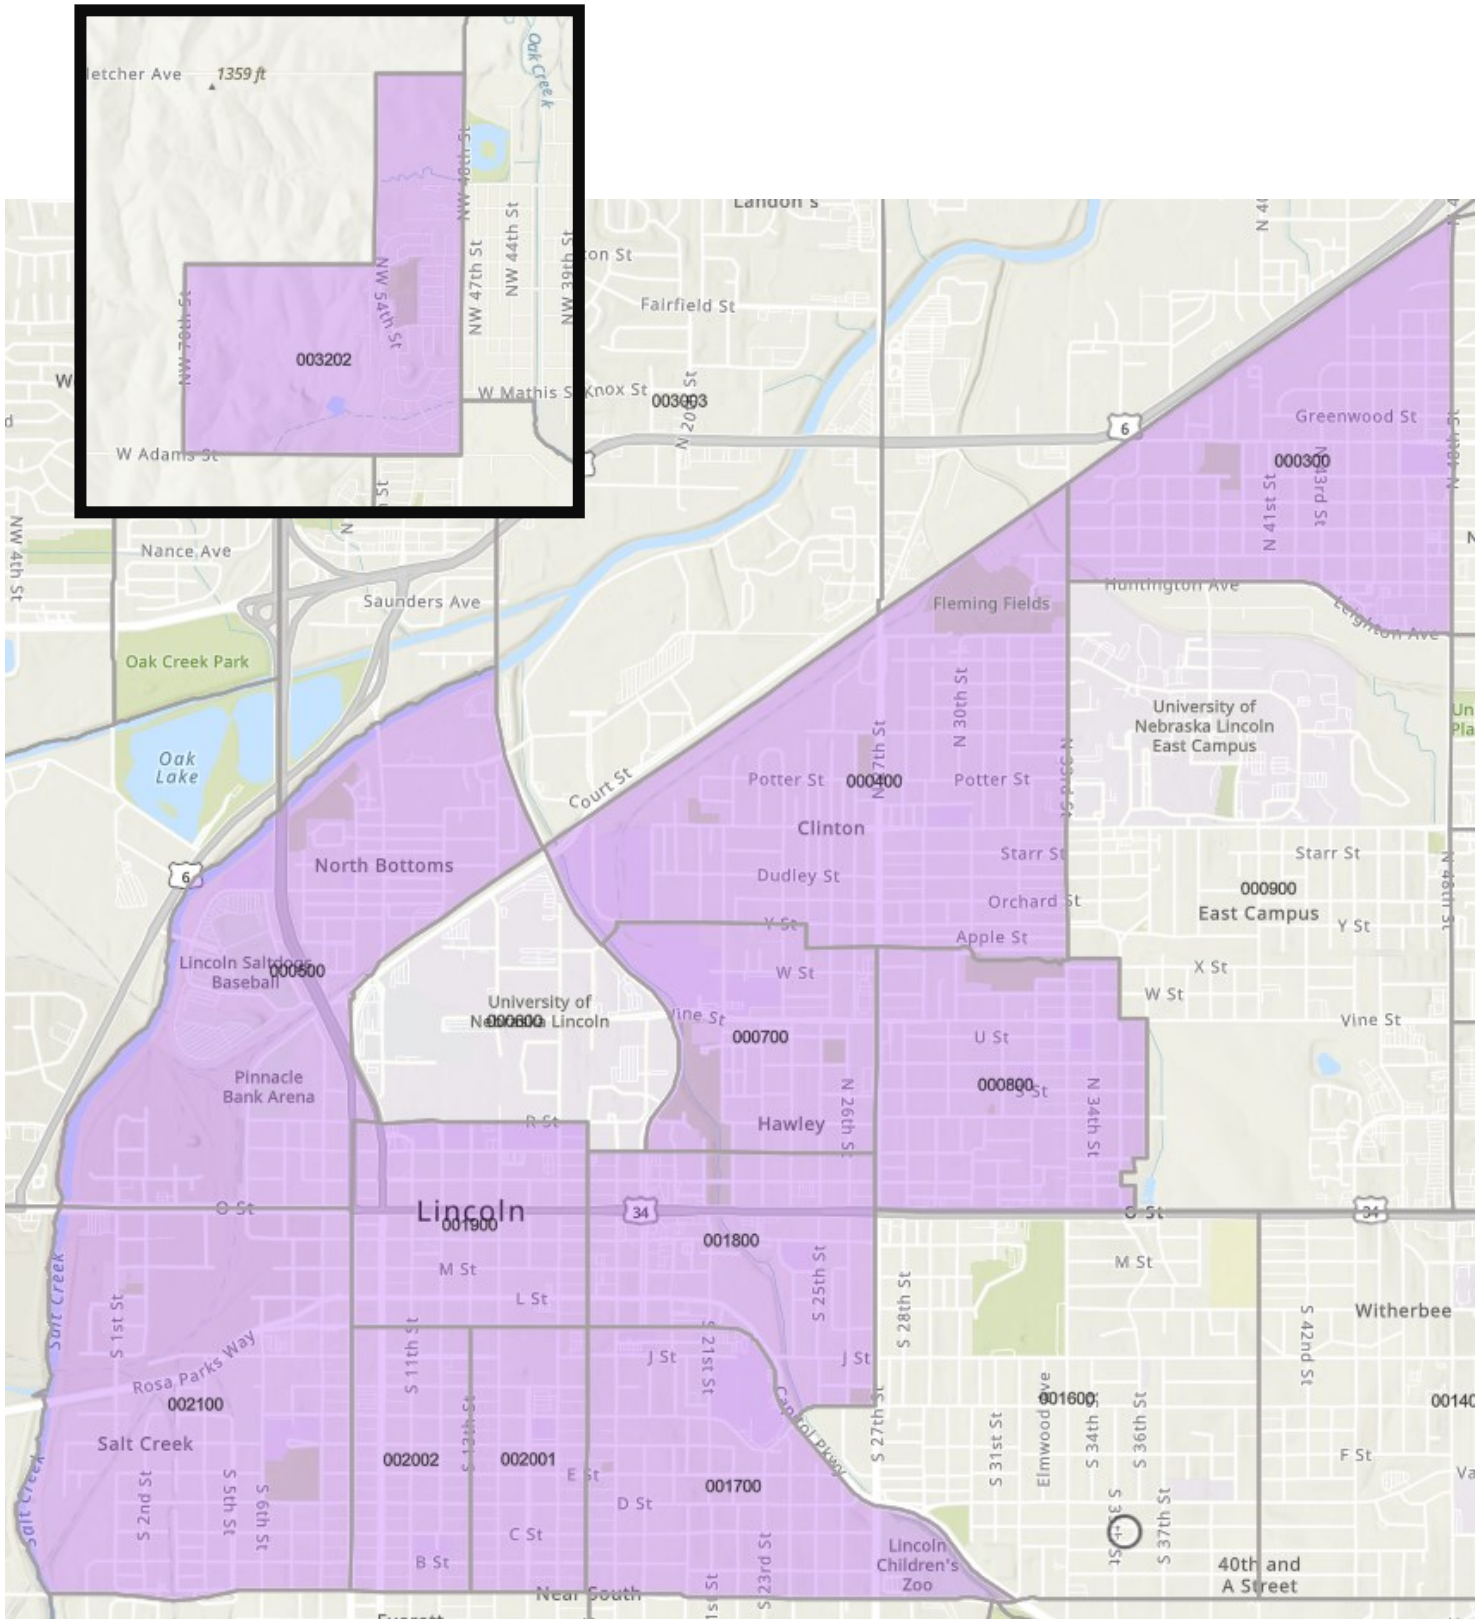 Fletcher Ave
1359 ft
Oak Creek
NW 48th St
NW 44th St
NW 47th St
NW 39th St
NW 54th St
NW 70th St
003202
W Mathis St
W Adams St
Landon's
Fairfield St
Knox St
003003
N 20th St
6
Greenwood St
000300
N 41st St
N 43rd St
N 48th St
NW 4th St
Nance Ave
Saunders Ave
Huntington Ave
Leighton Ave
Fleming Fields
Oak Creek Park
N 30th St
N 27th St
N 33rd St
University of
Nebraska Lincoln
East Campus
Oak
Lake
Court St
Potter St
000400
Potter St
Clinton
North Bottoms
6
Dudley St
Starr St
Starr St
000900
East Campus
N 48th St
Orchard St
Y St
Y St
Apple St
Lincoln Saltdogs
Baseball
000500
W St
X St
W St
University of
Nebraska Lincoln
000600
Vine St
000700
Vine St
U St
Pinnacle
Bank Arena
000800
S St
N 26th St
N 34th St
Hawley
R St
O St
Lincoln
001900
34
001800
O St
34
M St
M St
L St
Salt Creek
S 1st St
S 25th St
S 28th St
Witherbee
S 42nd St
Rosa Parks Way
S 11th St
S 21st St
J St
J St
002100
Salt Creek
Capitol Pkwy
S 27th St
001600
Elmwood Ave
S 31st St
S 34th St
S 36th St
00140
002002
S 13th St
002001
E St
001700
F St
D St
Salt Creek
S 2nd St
S 5th St
S 6th St
C St
B St
S 23rd St
S 37th St
Lincoln
Children's
Zoo
40th and
A Street
Near South
Everett